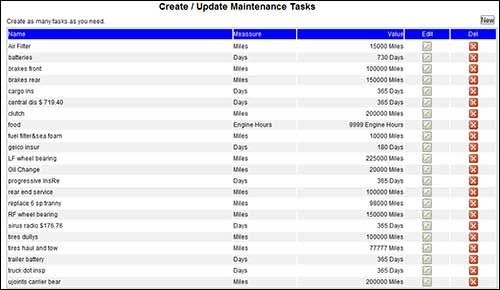 Create / Update Maintenance Tasks
Create as many tasks as you need. New
Name Meassure Value Edit Del
Air Filter Miles 15000 Miles
batteries Days 730 Days
brakes front Miles 100000 Miles
brakes rear Miles 150000 Miles
cargo ins Days 365 Days
central dis $ 719.40 Days 365 Days
clutch Miles 200000 Miles
food Engine Hours 9999 Engine Hours
fuel filter&sea foam Miles 10000 Miles
geico insur Days 180 Days
LF wheel bearing Miles 225000 Miles
Oil Change Miles 20000 Miles
progressive InsRe Days 365 Days
rear end service Miles 100000 Miles
replace 6 sp tranny Miles 98000 Miles
RF wheel bearing Miles 150000 Miles
sirus radio $176.76 Days 365 Days
tires dullys Miles 100000 Miles
tires haul and tow Miles 77777 Miles
trailer battery Days 365 Days
truck dot insp Days 365 Days
ujoints carrier bear Miles 200000 Miles